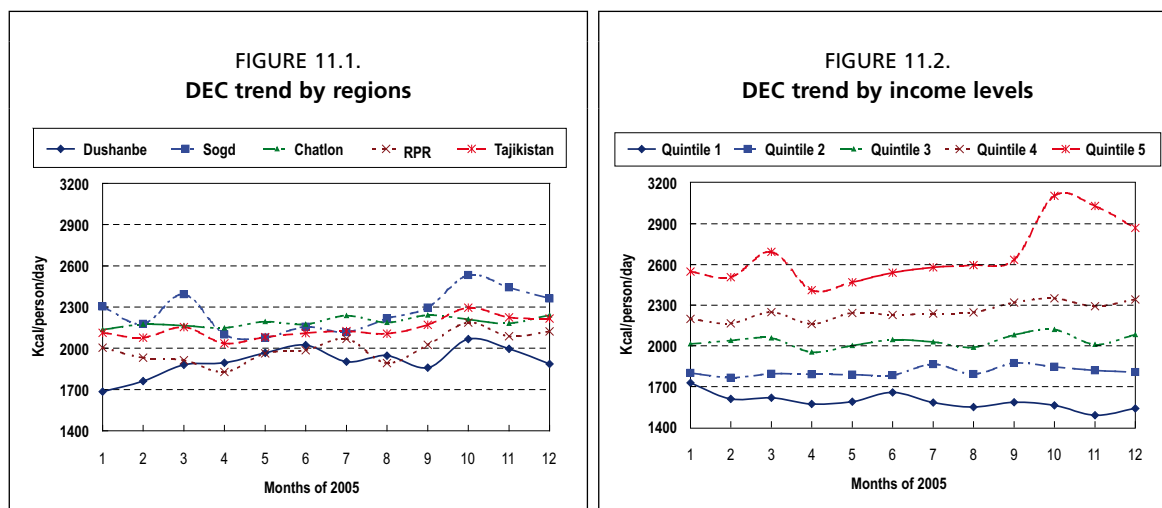 FIGURE 11.1.
DEC trend by regions
Dushanbe Sogd Chatlon RPR Tajikistan
Kcal/person/day
3200
2900
2600
2300
2000
1700
1400
1 2 3 4 5 6 7 8 9 10 11 12
Months of 2005
FIGURE 11.2.
DEC trend by income levels
Quintile 1 Quintile 2 Quintile 3 Quintile 4 Quintile 5
Kcal/person/day
3200
2900
2600
2300
2000
1700
1400
1 2 3 4 5 6 7 8 9 10 11 12
Months of 2005